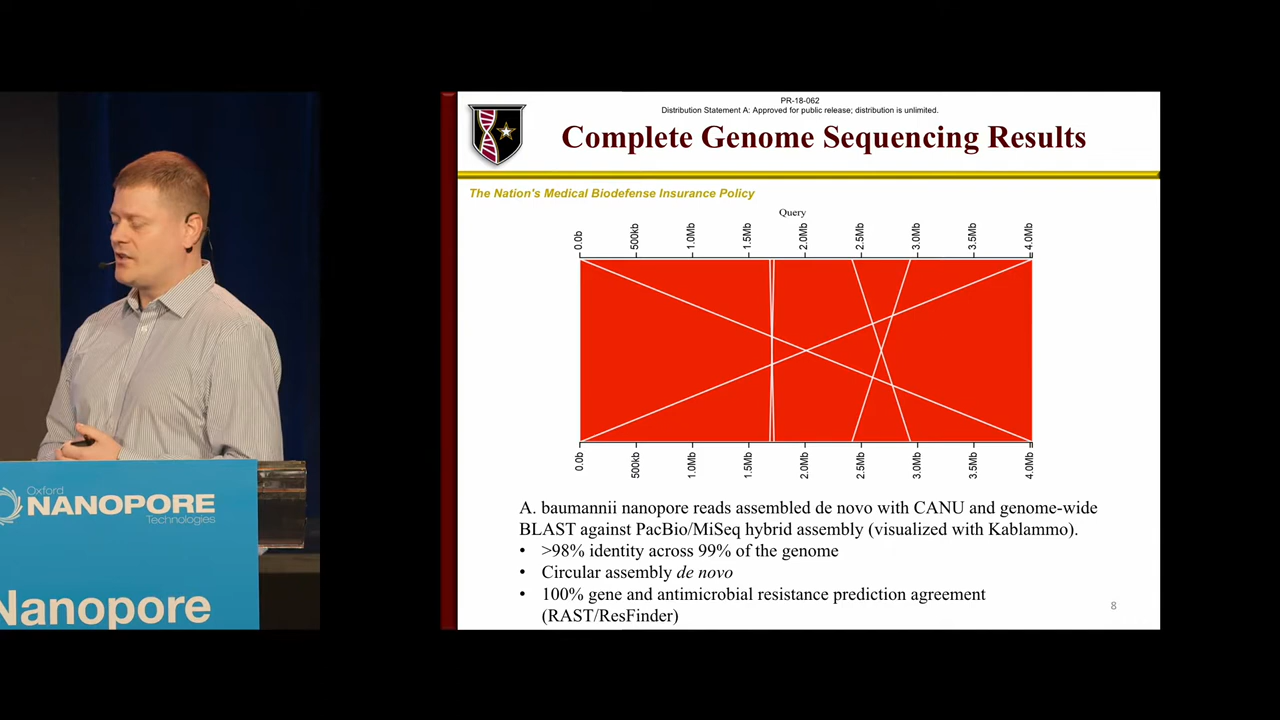 PR-18-062
Distribution Statement A: Approved for public release; distribution is unlimited.
Complete Genome Sequencing Results
The Nation's Medical Biodefense Insurance Policy
Query
0.0b 500kb 1.0Mb 1.5Mb 2.0Mb 2.5Mb 3.0Mb 3.5Mb 4.0Mb
0.0b 500kb 1.0Mb 1.5Mb 2.0Mb 2.5Mb 3.0Mb 3.5Mb 4.0Mb
A. baumannii nanopore reads assembled de novo with CANU and genome-wide
BLAST against PacBio/MiSeq hybrid assembly (visualized with Kablammo).
• >98% identity across 99% of the genome
• Circular assembly de novo
• 100% gene and antimicrobial resistance prediction agreement
(RAST/ResFinder)
8
Oxford
NANOPORE
Technologies
Nanopore